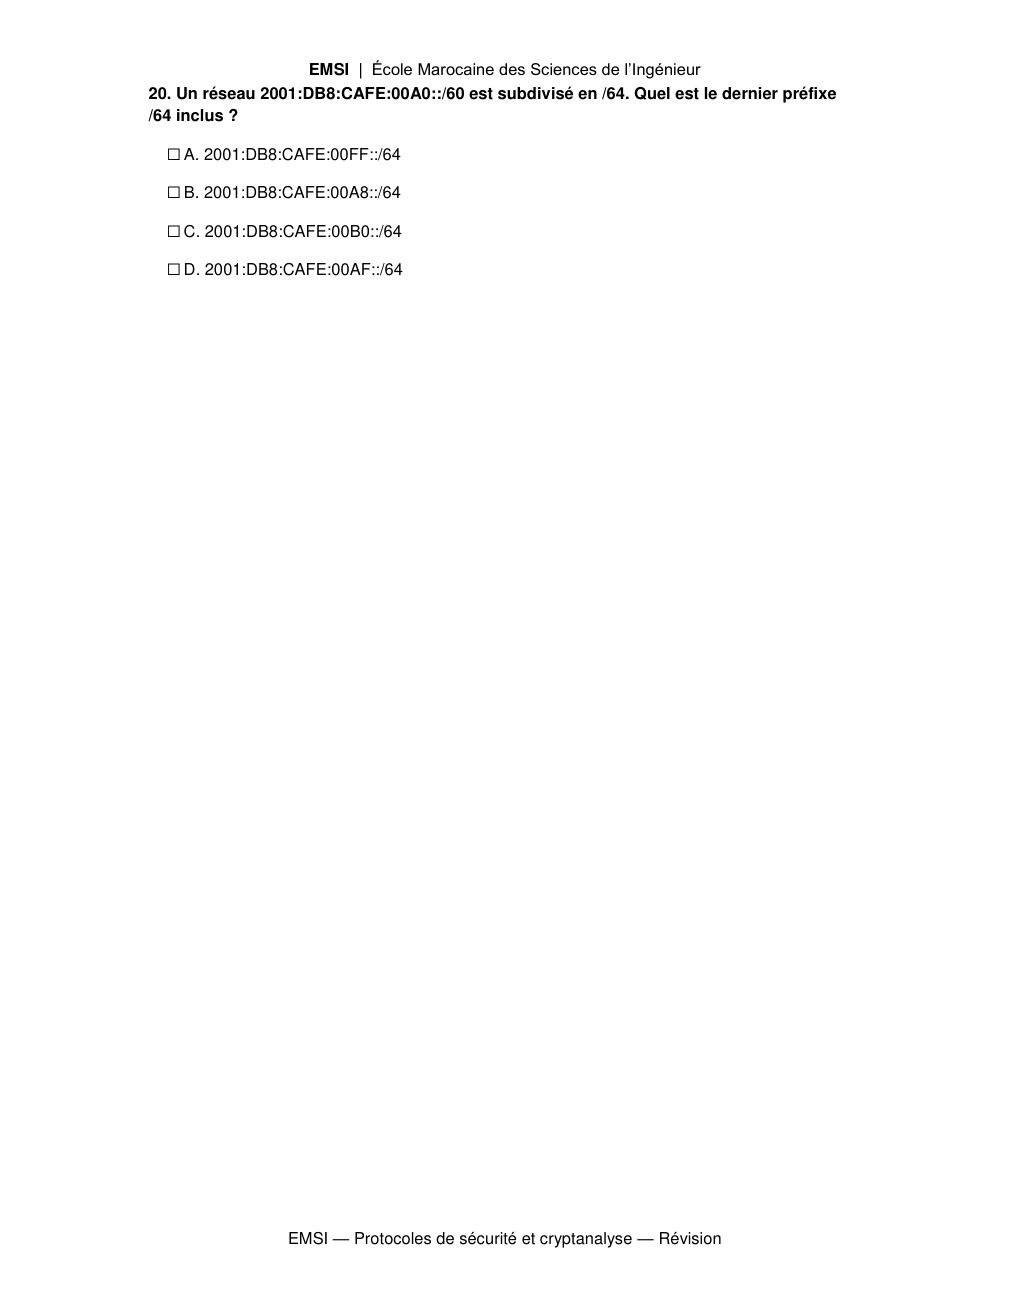 EMSI | École Marocaine des Sciences de l'Ingénieur
20. Un réseau 2001:DB8:CAFE:00A0::/60 est subdivisé en /64. Quel est le dernier préfixe
/64 inclus ?
☐ A. 2001:DB8:CAFE:00FF::/64
☐ B. 2001:DB8:CAFE:00A8::/64
☐ C. 2001:DB8:CAFE:00B0::/64
☐ D. 2001:DB8:CAFE:00AF::/64
EMSI — Protocoles de sécurité et cryptanalyse — Révision